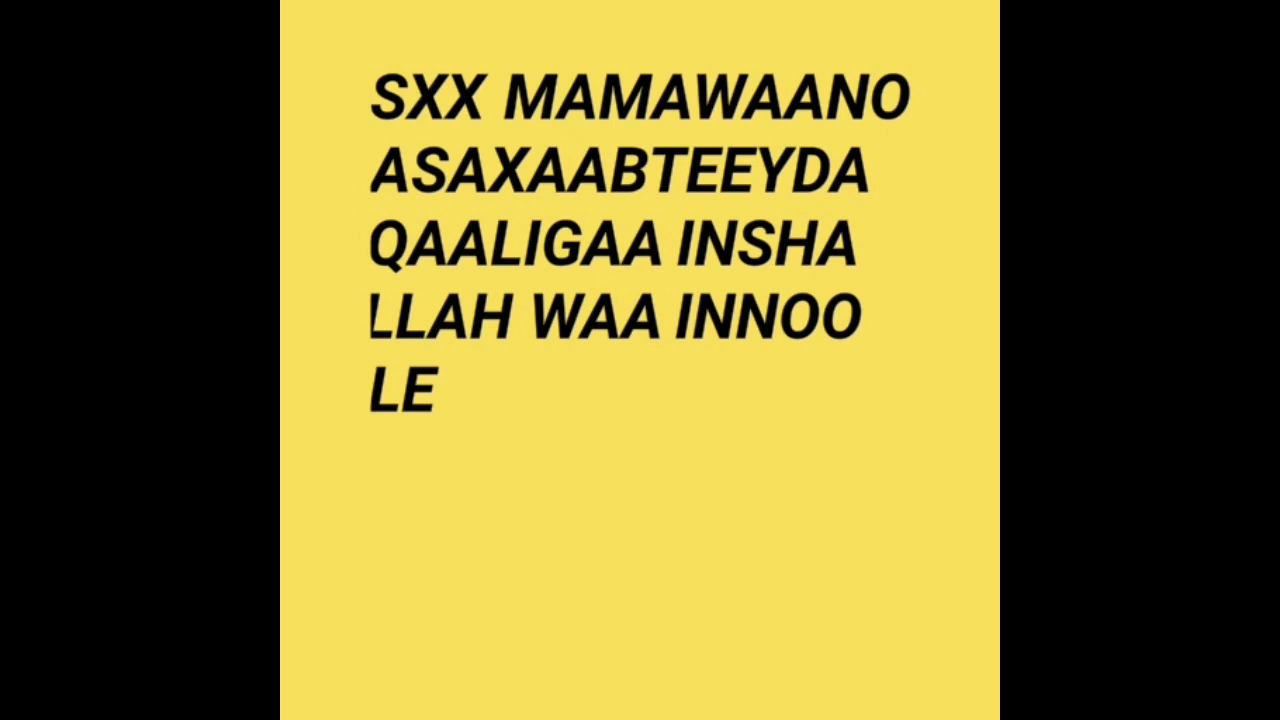 SXX MAMAWAANO
ASAXAABTEEYDA
QAALIGAA INSHA
LLAH WAA INNOO
LE